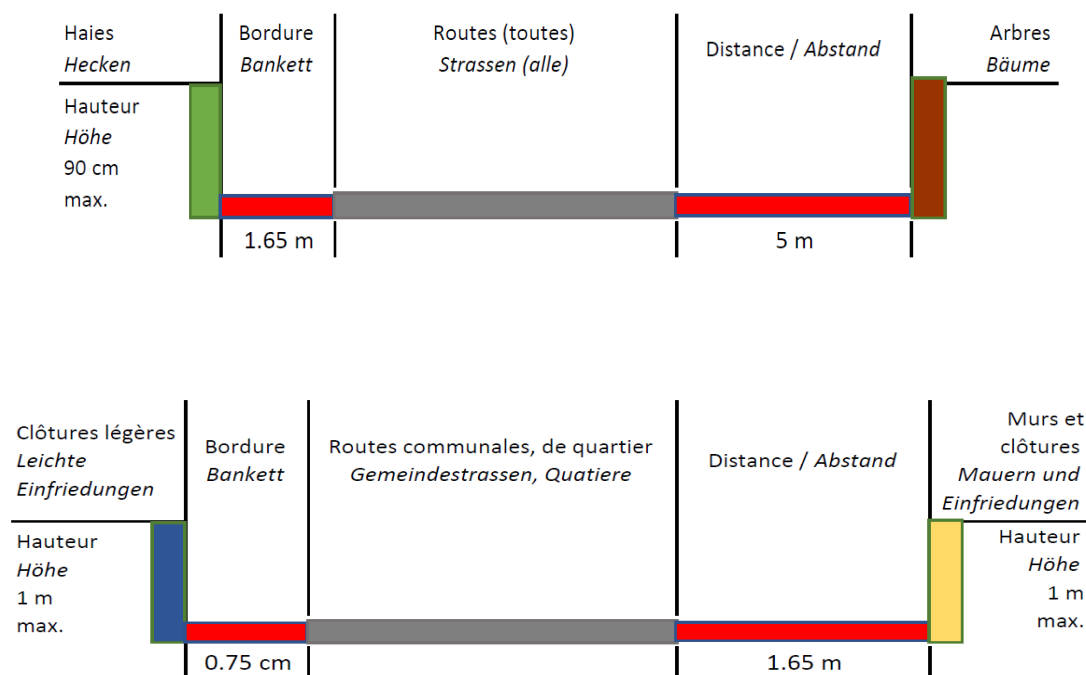 Haies
Hecken
Hauteur
Höhe
90 cm
max.
Bordure
Bankett
1.65 m
Routes (toutes)
Strassen (alle)
Distance / Abstand
5 m
Arbres
Bäume
Clôtures légères
Leichte
Einfriedungen
Hauteur
Höhe
1 m
max.
Bordure
Bankett
0.75 cm
Routes communales, de quartier
Gemeindestrassen, Quatiere
Distance / Abstand
1.65 m
Murs et
clôtures
Mauern und
Einfriedungen
Hauteur
Höhe
1 m
max.